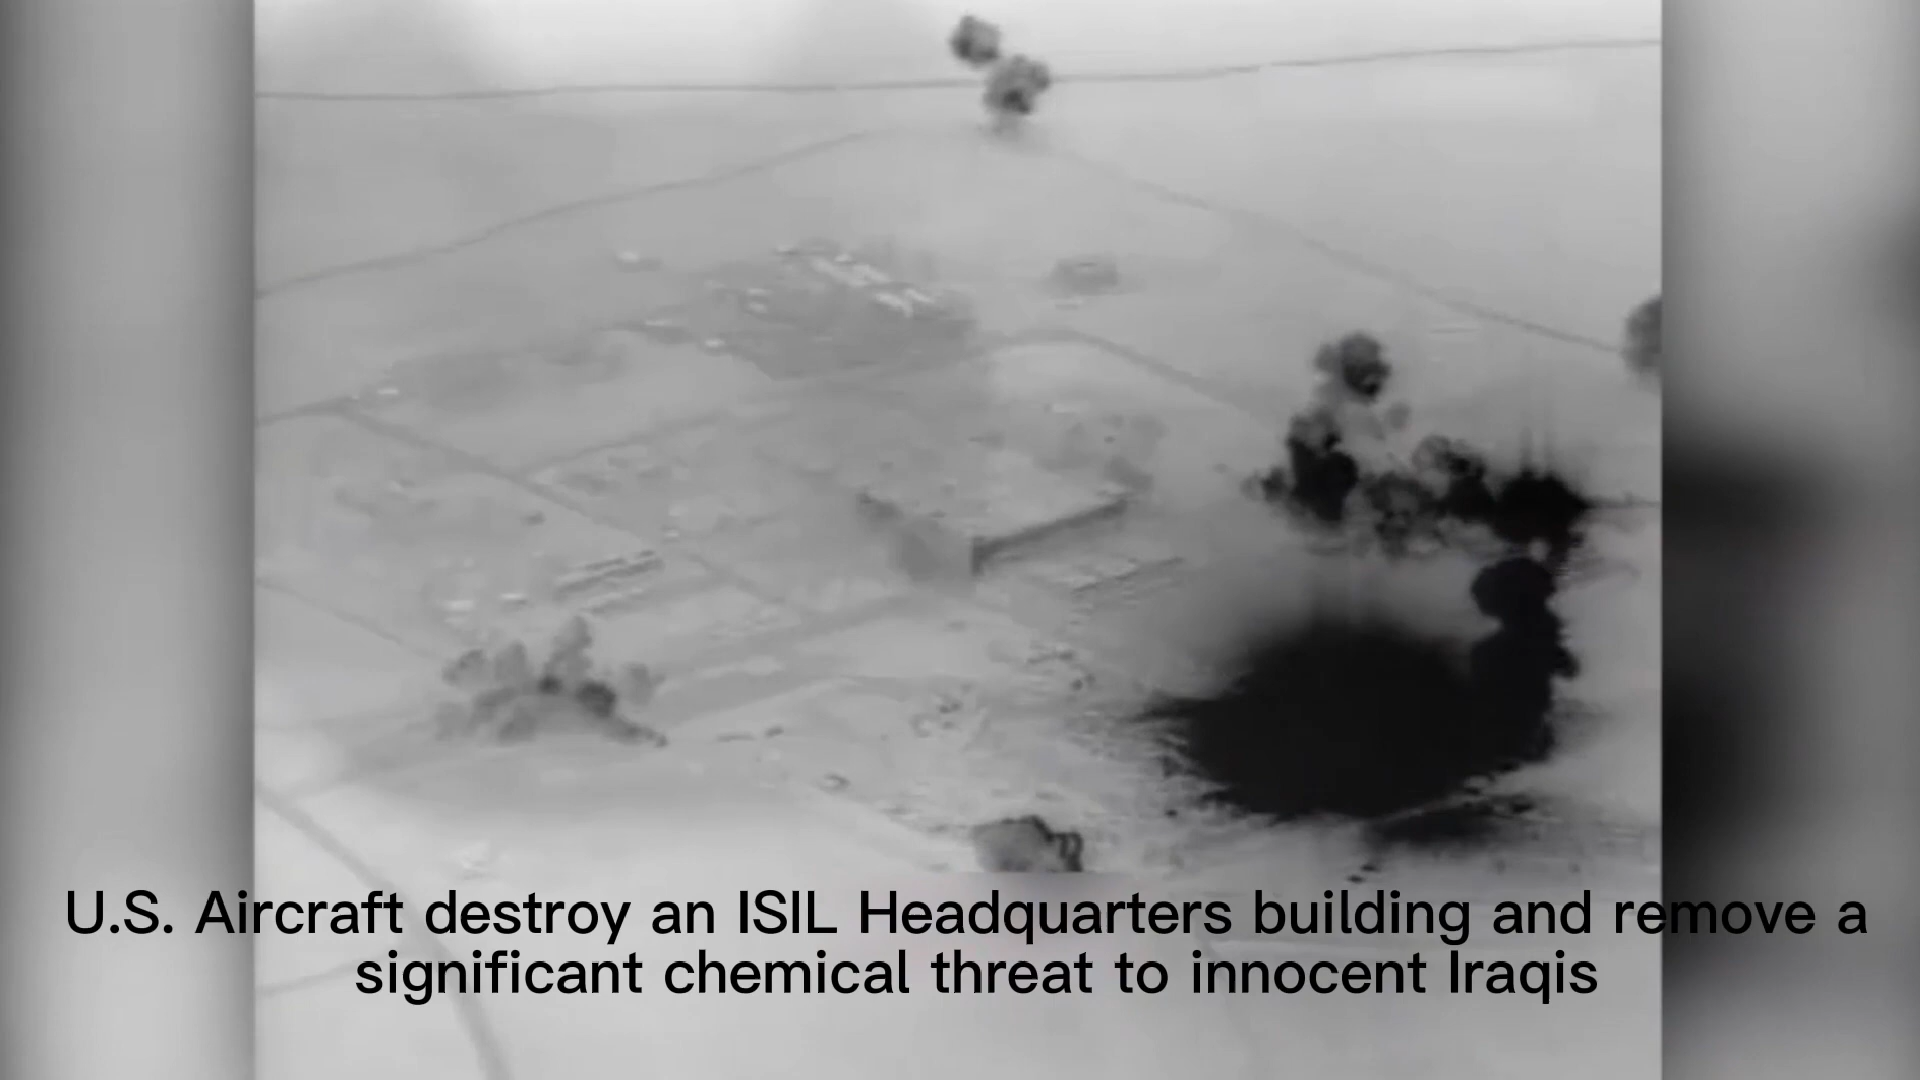 U.S. Aircraft destroy an ISIL Headquarters building and remove a
significant chemical threat to innocent Iraqis